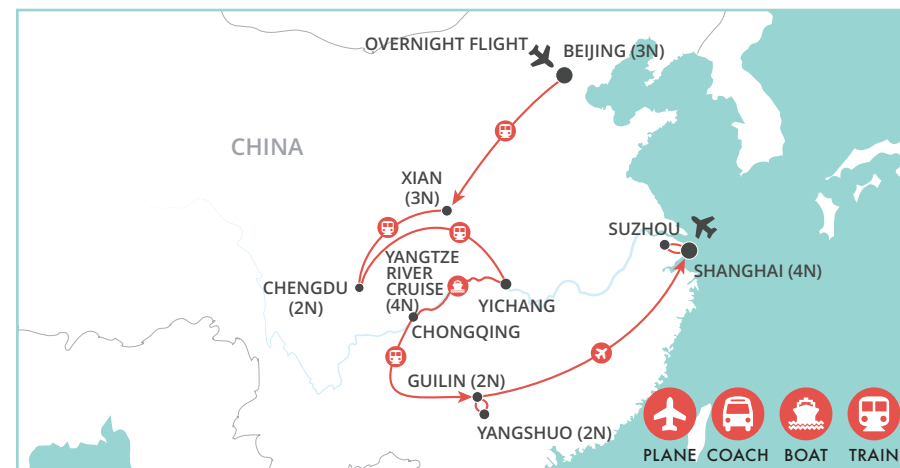 OVERNIGHT FLIGHT
BEIJING (3N)
CHINA
XIAN
(3N)
SUZHOU
SHANGHAI (4N)
YANGTZE
RIVER
CRUISE
(4N)
CHENGDU
(2N)
YICHANG
CHONGQING
GUILIN (2N)
YANGSHUO (2N)
PLANE COACH BOAT TRAIN